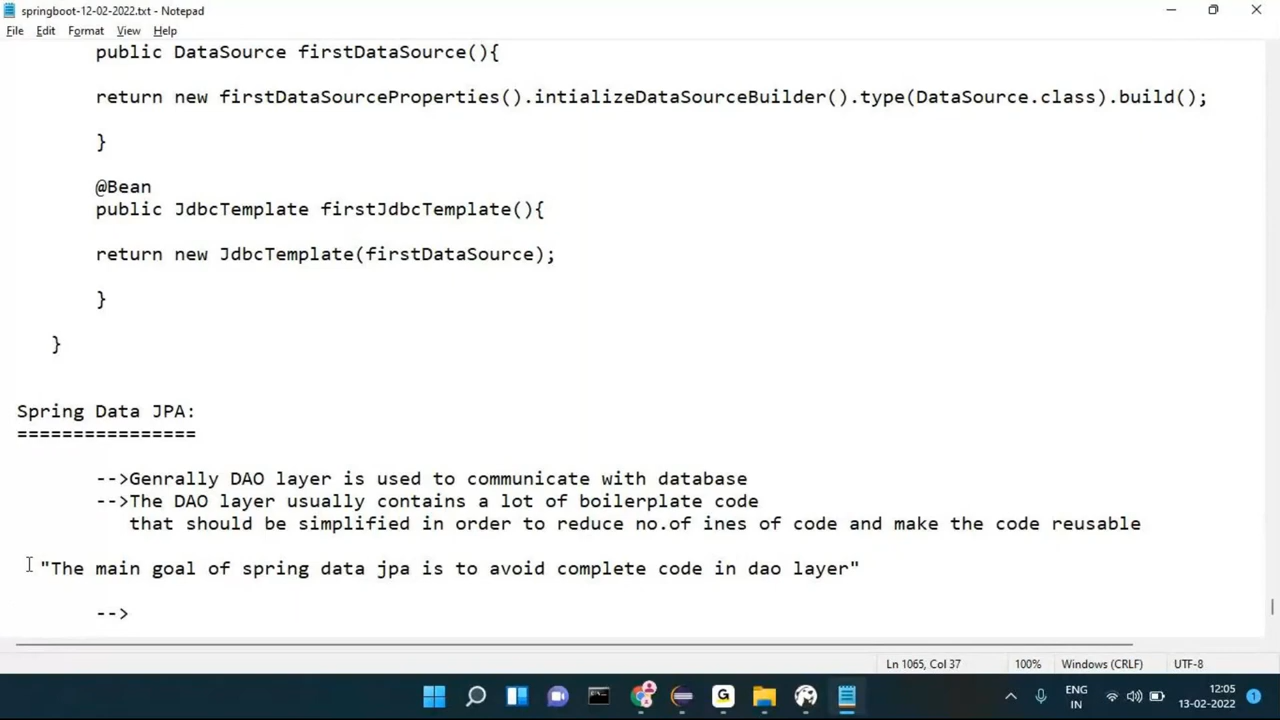 springboot-12-02-2022.txt - Notepad
File Edit Format View Help
public DataSource firstDataSource(){
return new firstDataSourceProperties().intializeDataSourceBuilder().type(DataSource.class).build();
}
@Bean
public JdbcTemplate firstJdbcTemplate(){
return new JdbcTemplate(firstDataSource);
}
}
Spring Data JPA:
================
-->Genrally DAO layer is used to communicate with database
-->The DAO layer usually contains a lot of boilerplate code
that should be simplified in order to reduce no.of ines of code and make the code reusable
"The main goal of spring data jpa is to avoid complete code in dao layer"
-->
Ln 1065, Col 37 100% Windows (CRLF) UTF-8
G
ENG
IN
12:05
13-02-2022
1